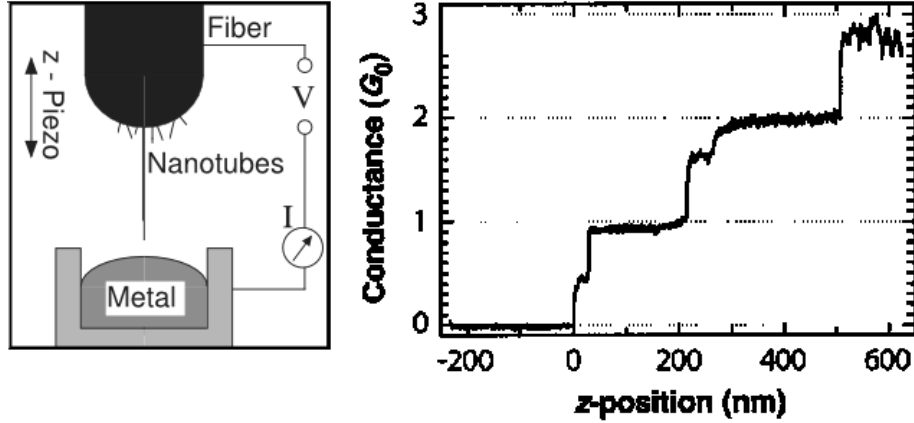 Fiber
z - Piezo
V
Nanotubes
I
Metal
Conductance (G0)
3
2
1
0
-200 0 200 400 600
z-position (nm)